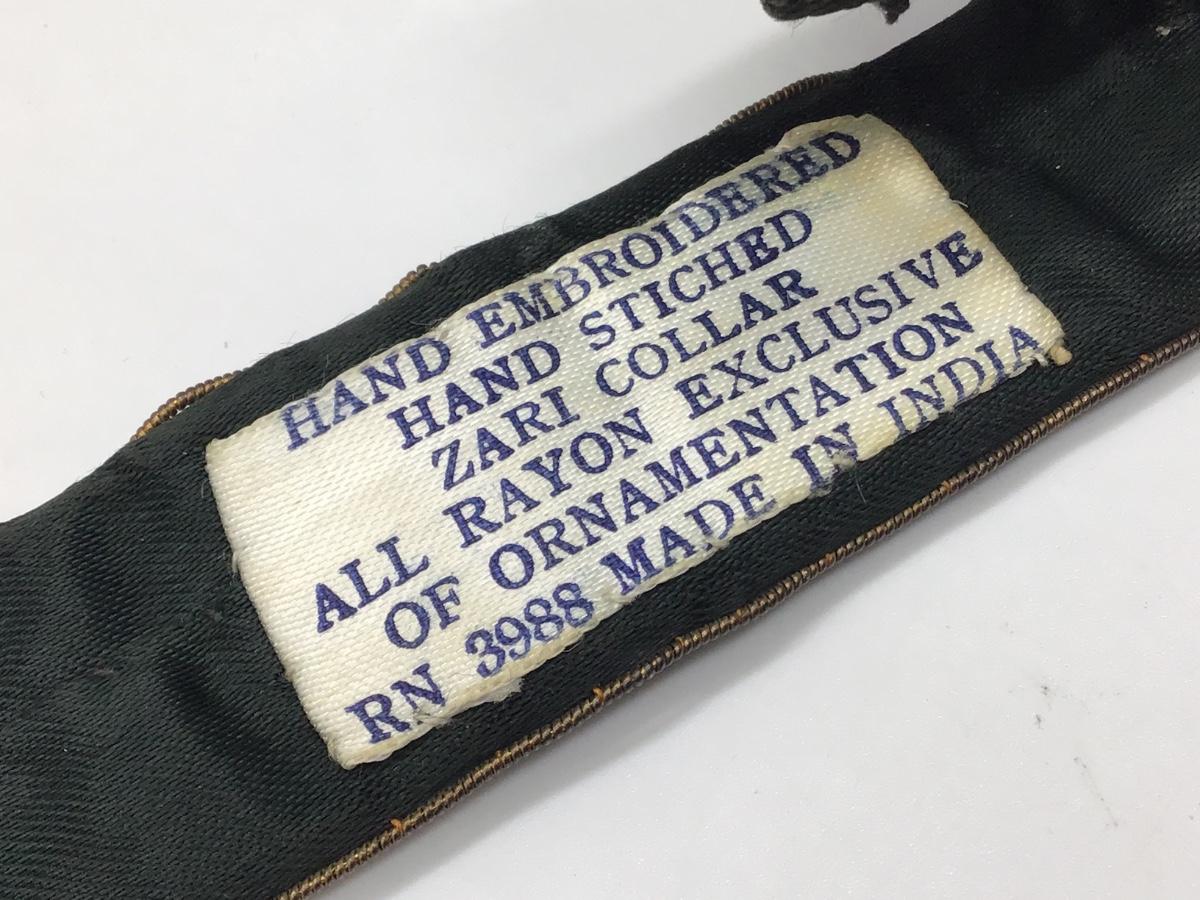 HAND EMBROIDERED
HAND STICHED
ZARI COLLAR
ALL RAYON EXCLUSIVE
OF ORNAMENTATION
RN 3988 MADE IN INDIA